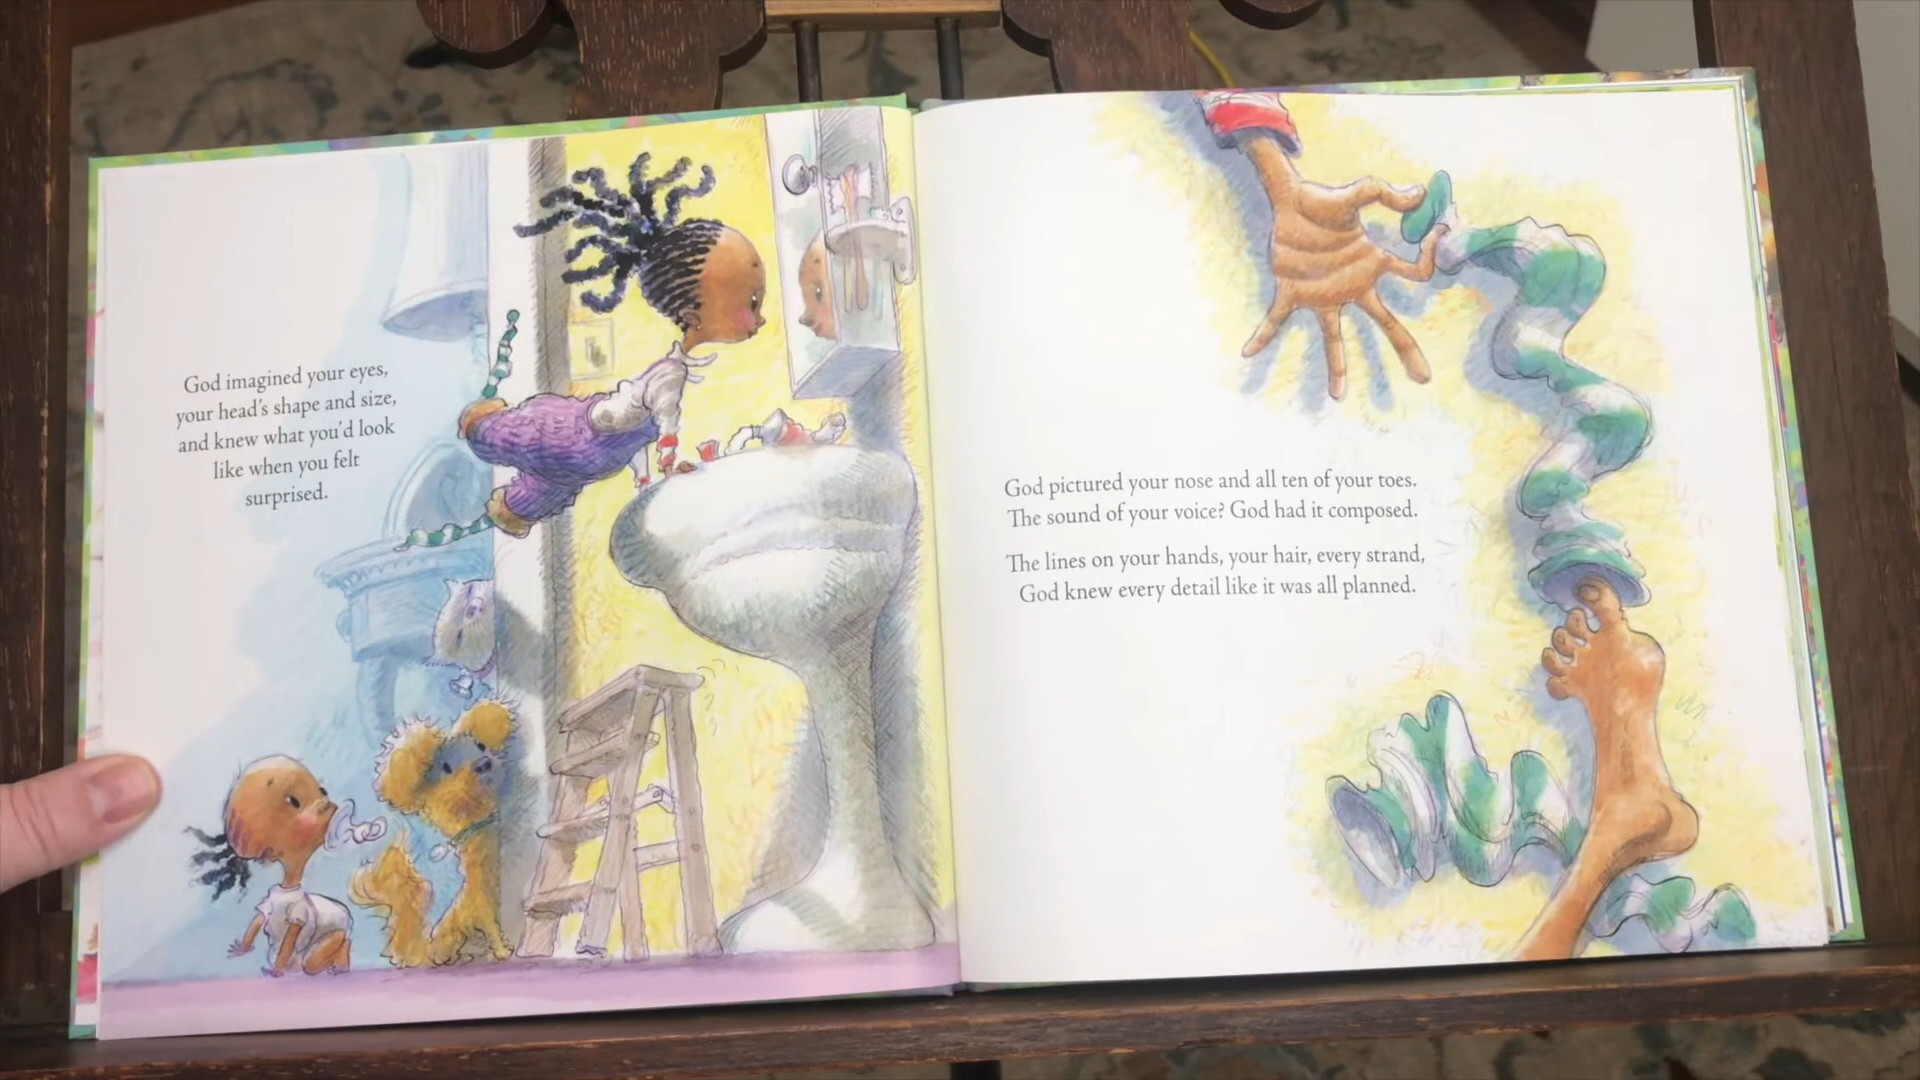 God imagined your eyes,
your head's shape and size,
and knew what you'd look
like when you felt
surprised.
God pictured your nose and all ten of your toes.
The sound of your voice? God had it composed.
The lines on your hands, your hair, every strand,
God knew every detail like it was all planned.